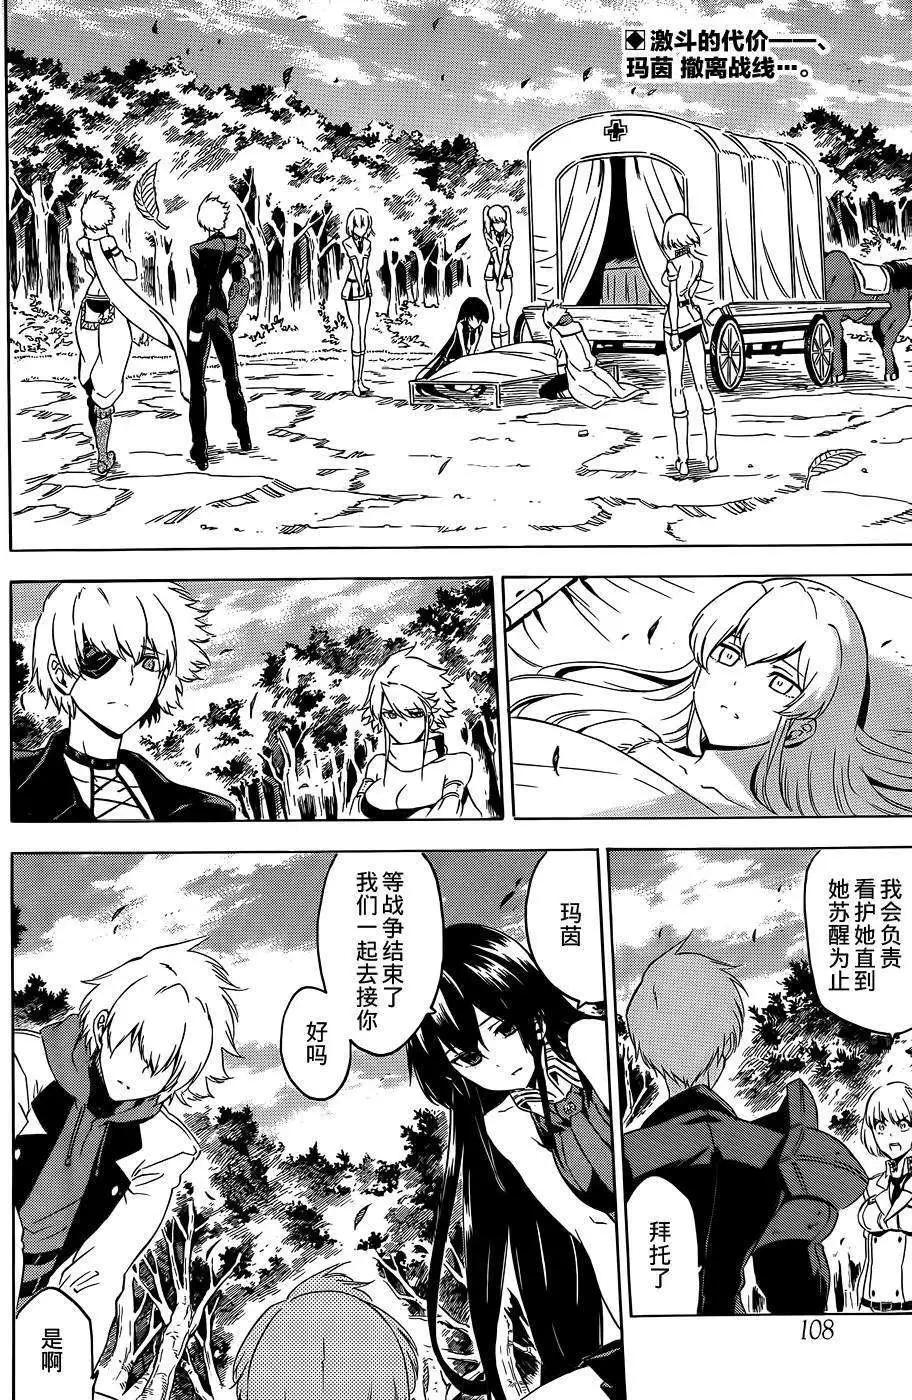 ◆激斗的代价——、
玛茵 撤离战线…。
我会负责
看护她直到
她苏醒为止
拜托了
玛茵
等战争结束了
我们一起去接你
好吗
是啊
108